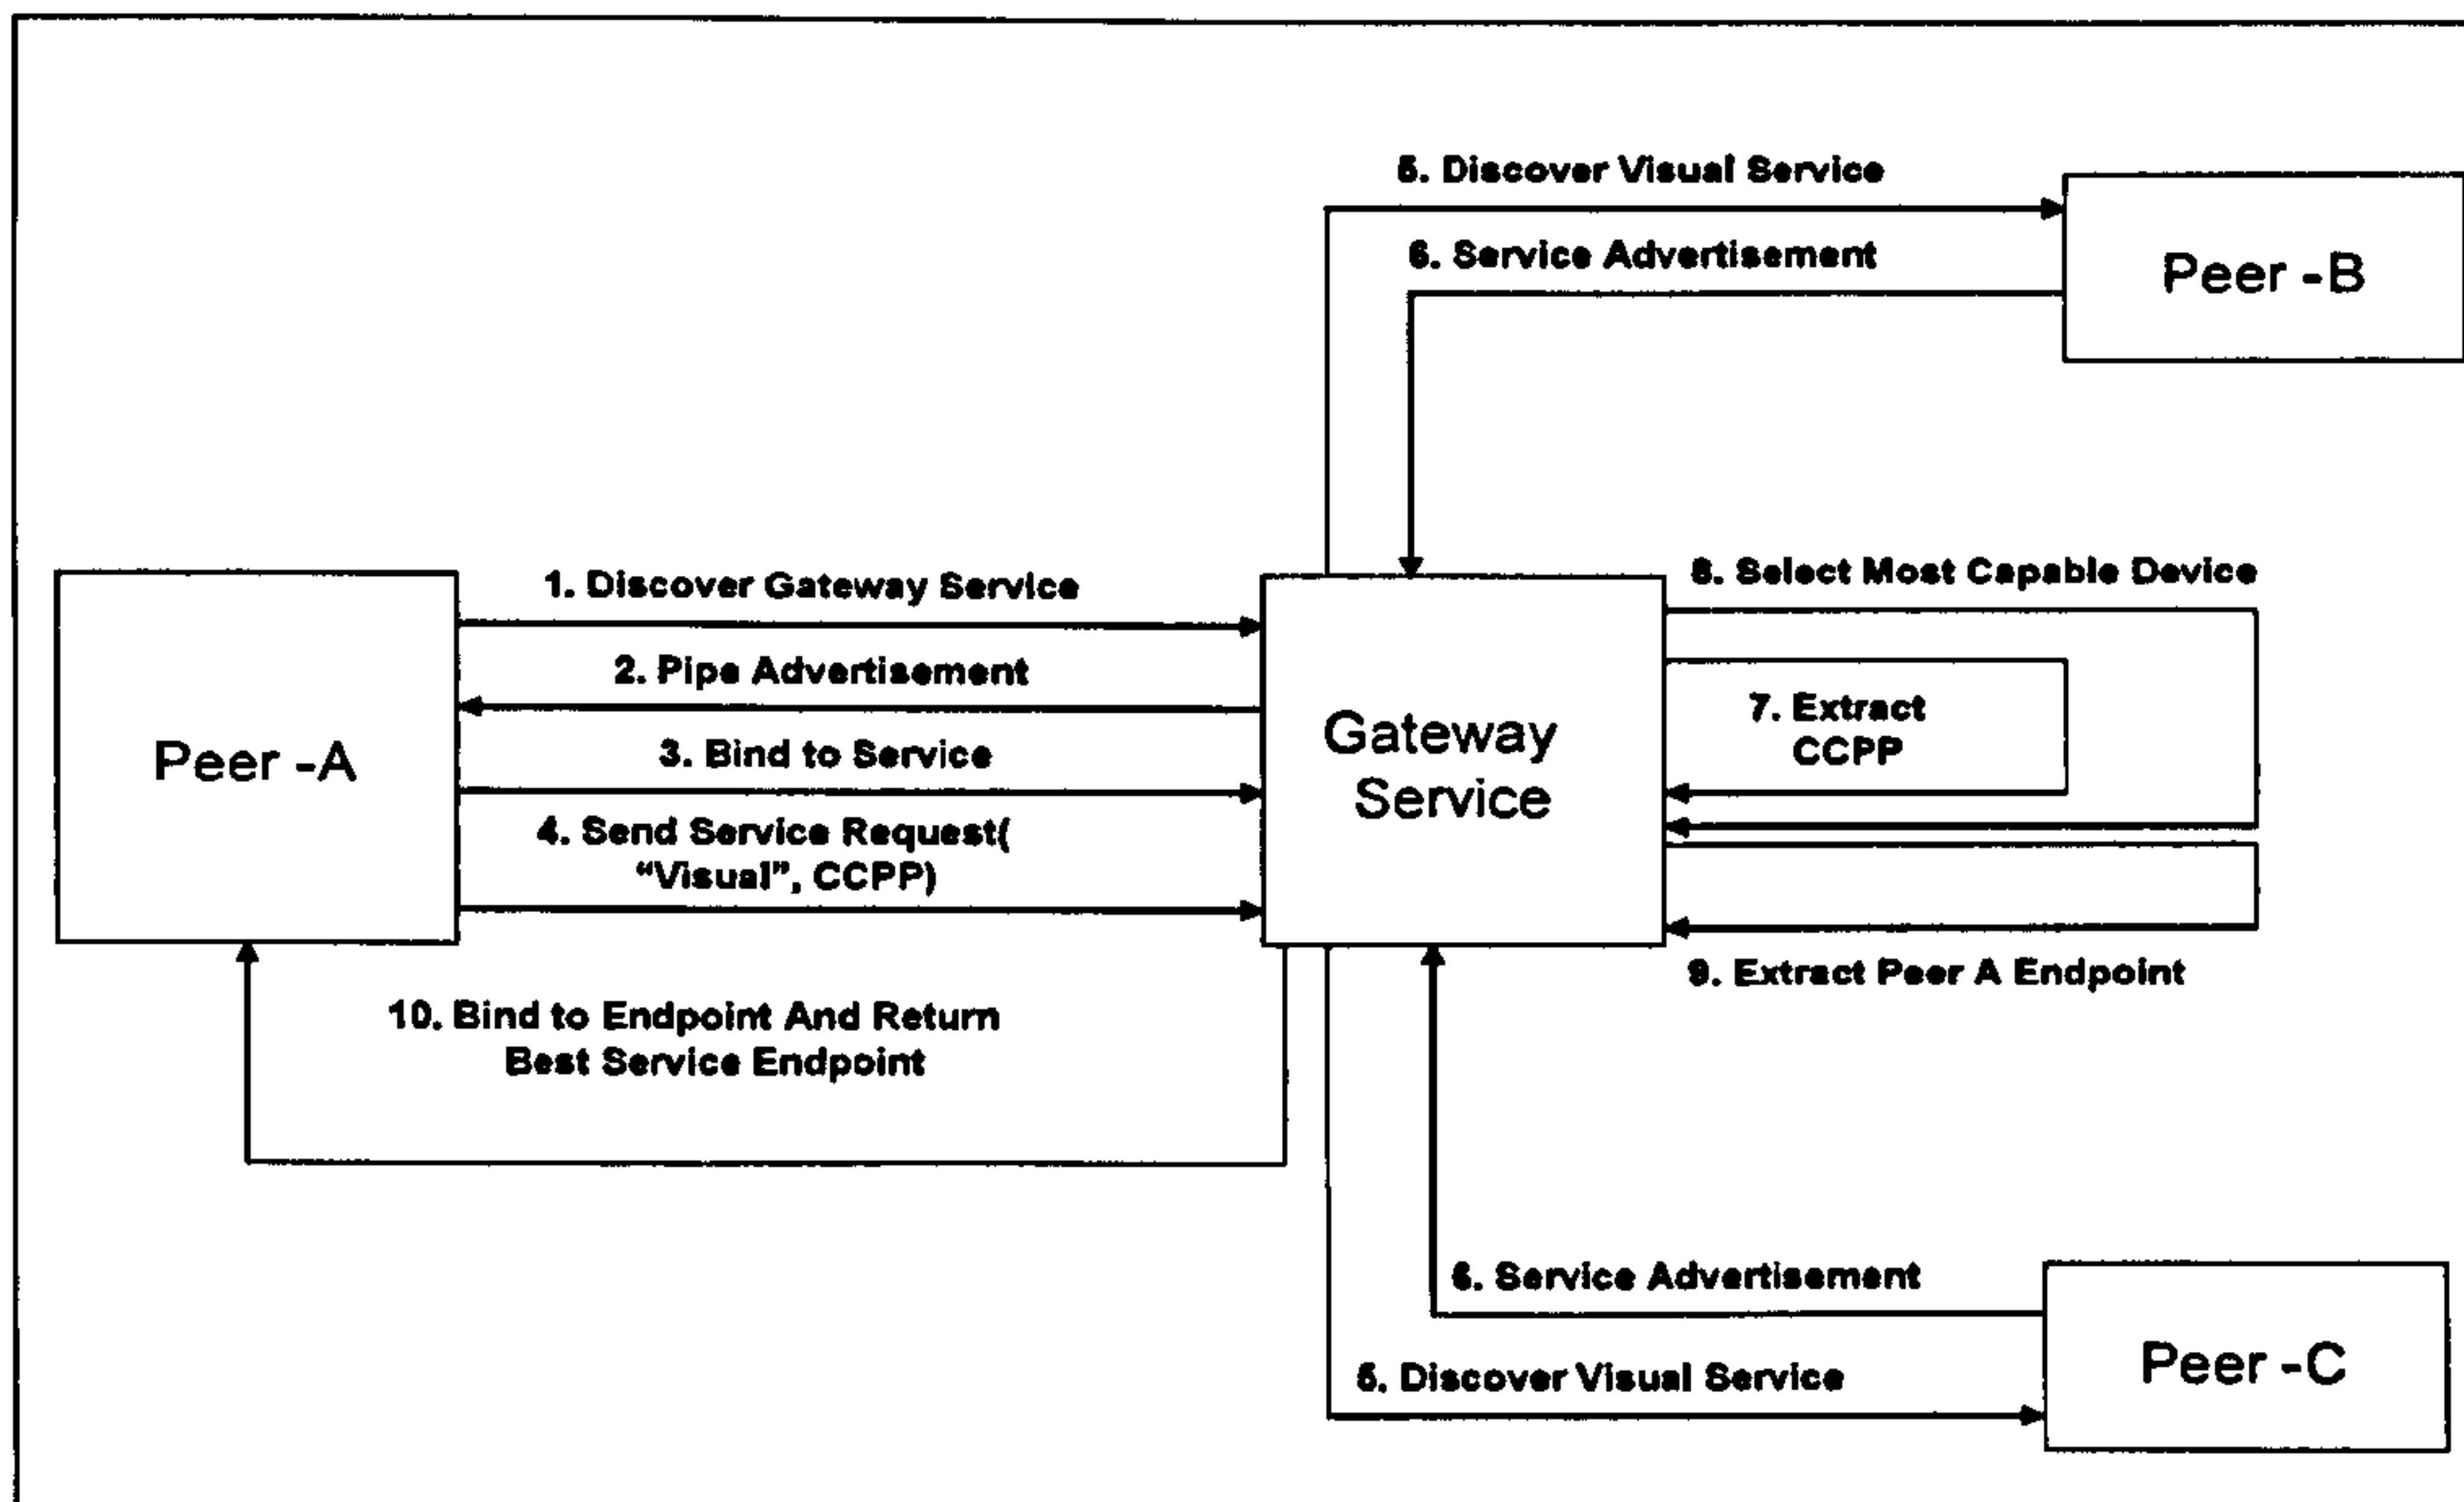 5. Discover Visual Service
6. Service Advertisement
Peer -B
8. Select Most Capable Device
1. Discover Gateway Service
2. Pipe Advertisement
7. Extract
CCPP
Gateway
Service
Peer -A
3. Bind to Service
4. Send Service Request(
“Visual”, CCPP)
9. Extract Peer A Endpoint
10. Bind to Endpoint And Return
Best Service Endpoint
6. Service Advertisement
Peer -C
5. Discover Visual Service